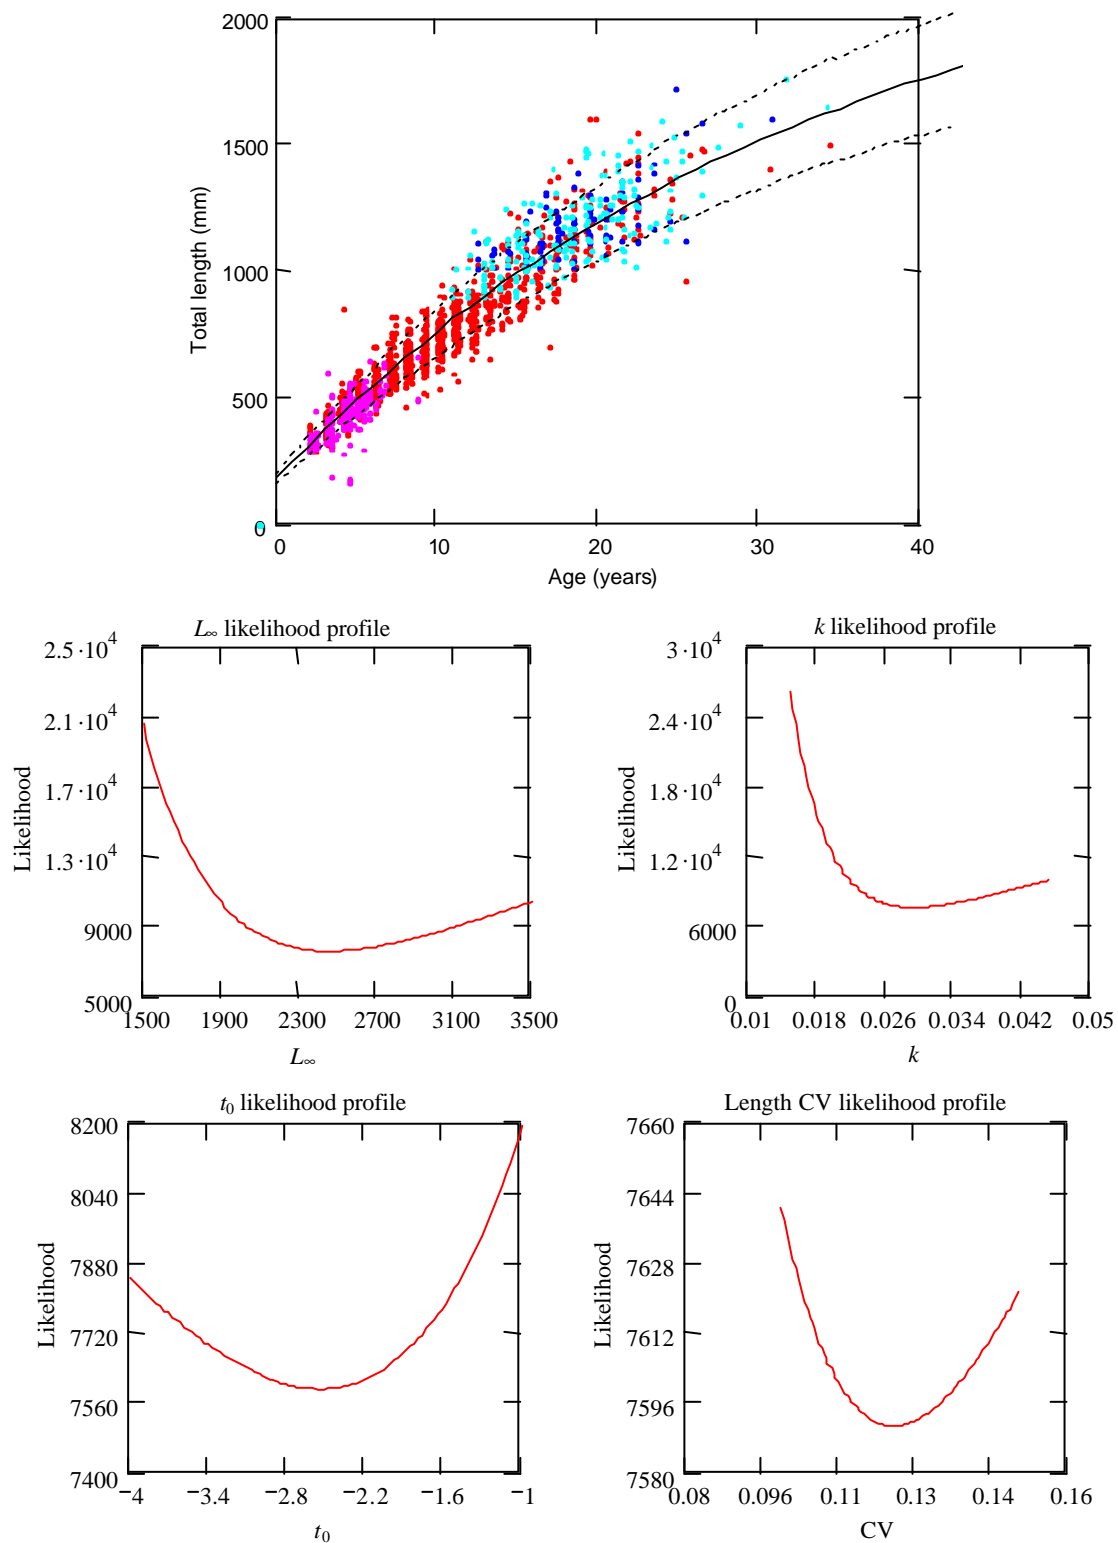 2000
1500
1000
500
0
Total length (mm)
0 10 20 30 40
Age (years)
L∞ likelihood profile
2.5·10⁴
2.1·10⁴
1.7·10⁴
1.3·10⁴
9000
5000
Likelihood
1500 1900 2300 2700 3100 3500
L∞
k likelihood profile
3·10⁴
2.4·10⁴
1.8·10⁴
1.2·10⁴
6000
0
Likelihood
0.01 0.018 0.026 0.034 0.042 0.05
k
t₀ likelihood profile
8200
8040
7880
7720
7560
7400
Likelihood
−4 −3.4 −2.8 −2.2 −1.6 −1
t₀
Length CV likelihood profile
7660
7644
7628
7612
7596
7580
Likelihood
0.08 0.096 0.11 0.13 0.14 0.16
CV